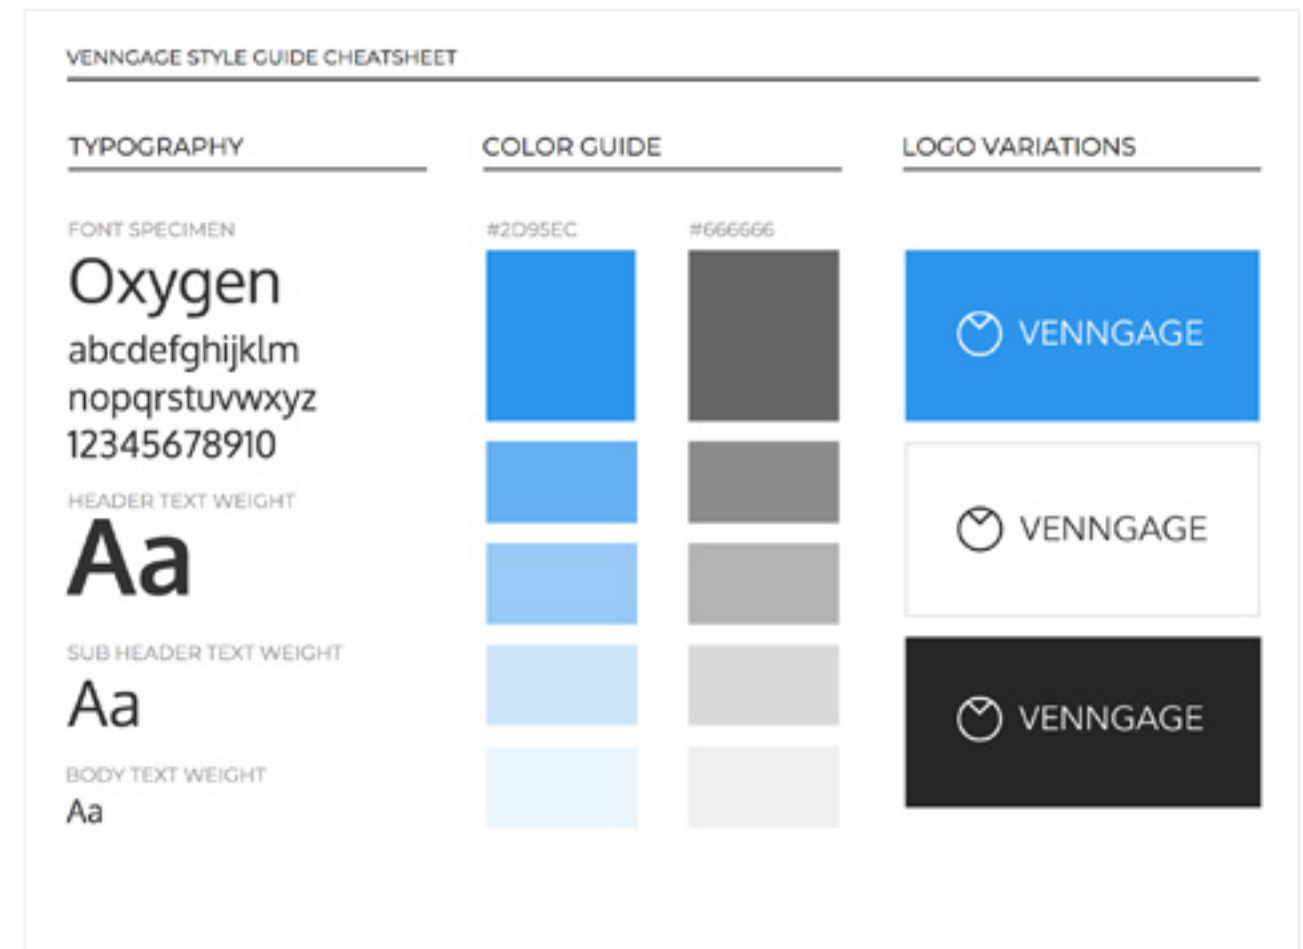 VENNGAGE STYLE GUIDE CHEATSHEET
TYPOGRAPHY
FONT SPECIMEN
Oxygen
abcdefghijklm
nopqrstuvwxyz
12345678910
HEADER TEXT WEIGHT
Aa
SUB HEADER TEXT WEIGHT
Aa
BODY TEXT WEIGHT
Aa
COLOR GUIDE
#2D95EC
#666666
LOGO VARIATIONS
VENNGAGE
VENNGAGE
VENNGAGE